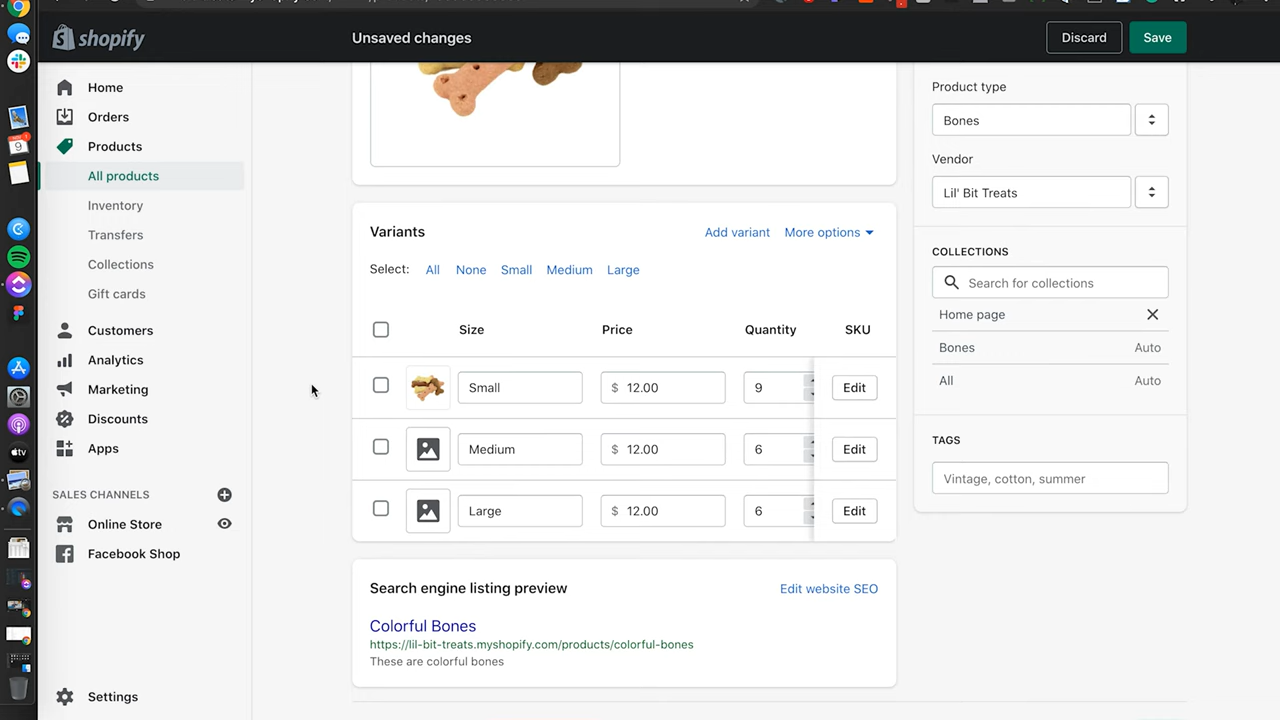 shopify
Unsaved changes
Discard
Save
Home
Orders
Products
All products
Inventory
Transfers
Collections
Gift cards
Customers
Analytics
Marketing
Discounts
Apps
SALES CHANNELS
Online Store
Facebook Shop
Settings
Variants
Add variant
More options
Select: All None Small Medium Large
Size Price Quantity SKU
Small $ 12.00 9 Edit
Medium $ 12.00 6 Edit
Large $ 12.00 6 Edit
Search engine listing preview
Edit website SEO
Colorful Bones
https://lil-bit-treats.myshopify.com/products/colorful-bones
These are colorful bones
Product type
Bones
Vendor
Lil' Bit Treats
COLLECTIONS
Search for collections
Home page
Bones Auto
All Auto
TAGS
Vintage, cotton, summer